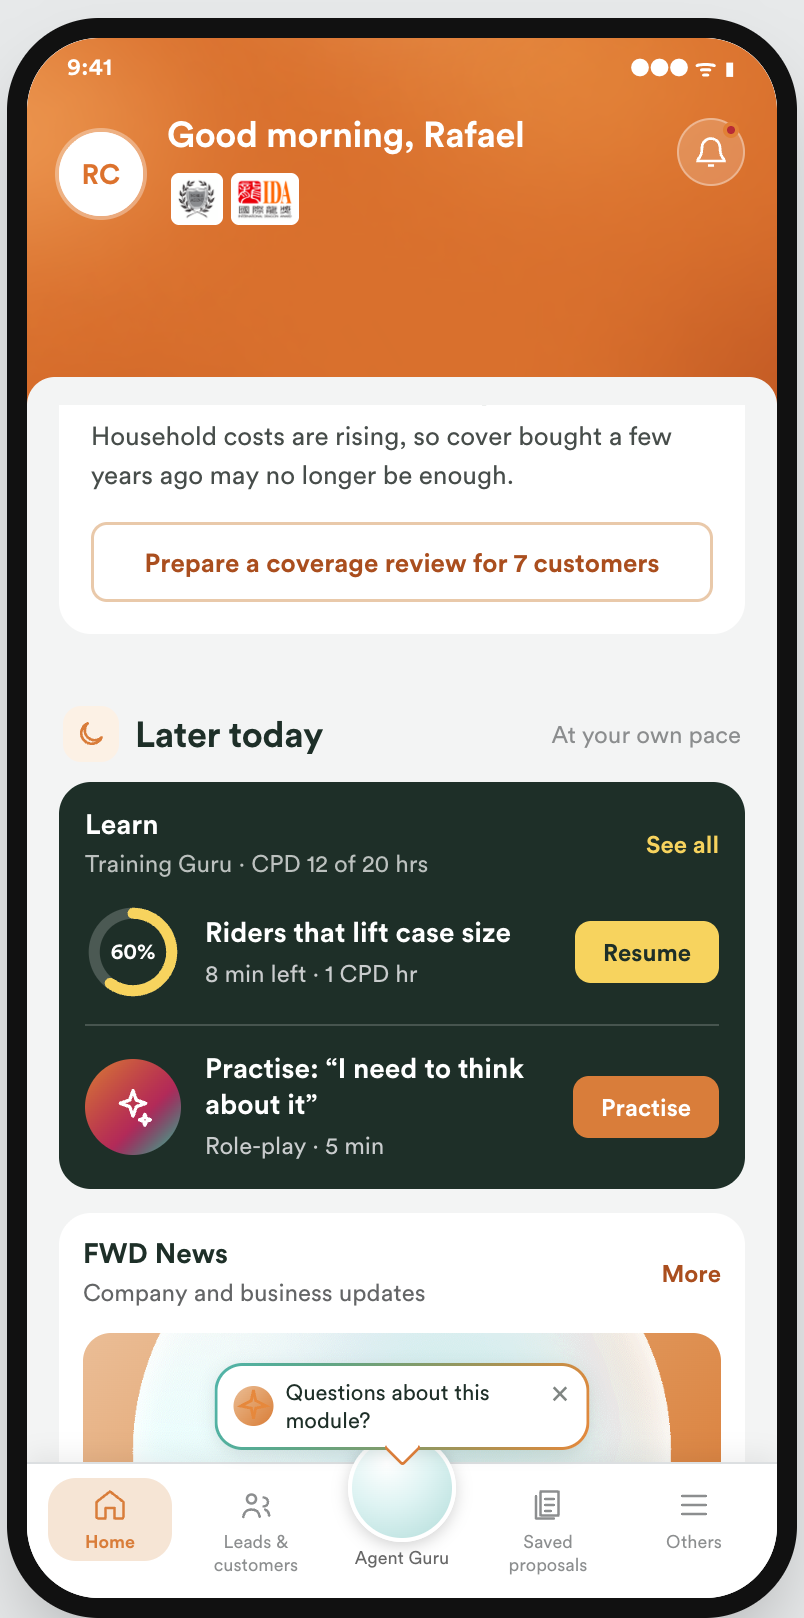 9:41
Good morning, Rafael
RC
IDA
Household costs are rising, so cover bought a few
years ago may no longer be enough.
Prepare a coverage review for 7 customers
Later today
At your own pace
Learn
Training Guru · CPD 12 of 20 hrs
See all
60%
Riders that lift case size
8 min left · 1 CPD hr
Resume
Practise: “I need to think
about it”
Role-play · 5 min
Practise
FWD News
Company and business updates
More
Questions about this
module?
Home
Leads &
customers
Agent Guru
Saved
proposals
Others